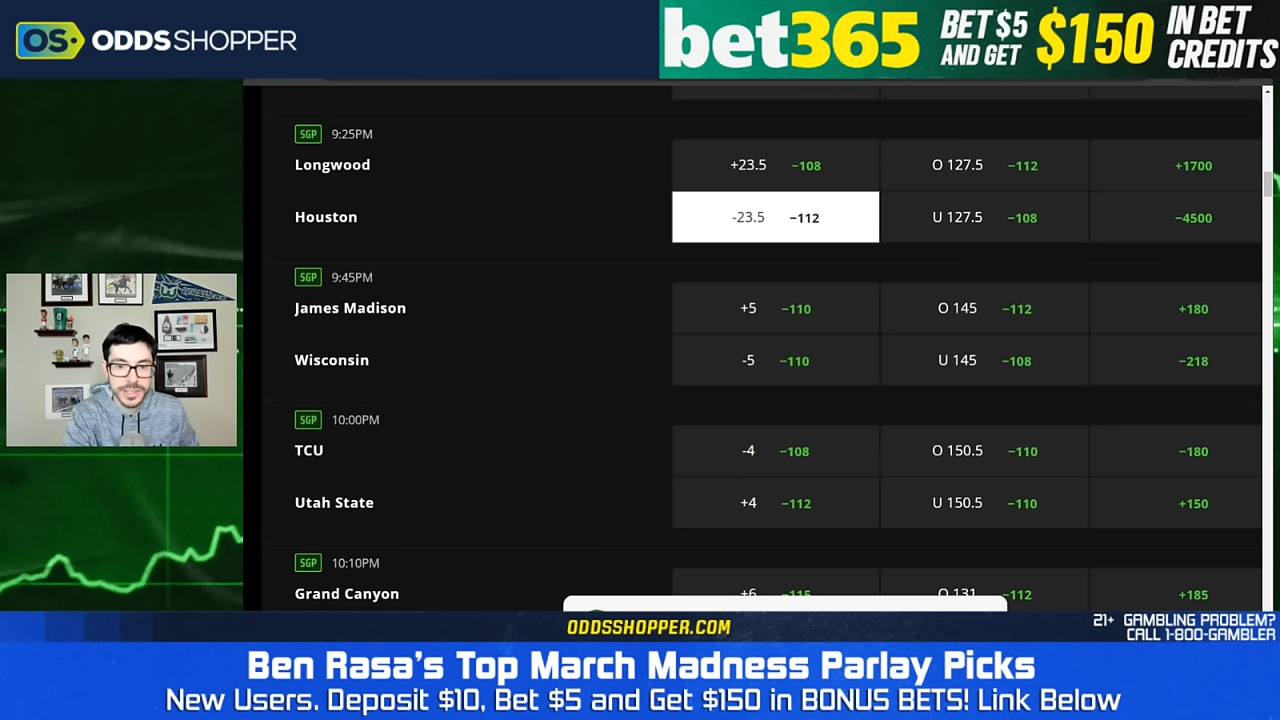 OS ODDSSHOPPER
bet365 BET $5 AND GET $150 IN BET CREDITS
SGP 9:25PM
Longwood +23.5 −108 O 127.5 −112 +1700
Houston -23.5 −112 U 127.5 −108 −4500
SGP 9:45PM
James Madison +5 −110 O 145 −112 +180
Wisconsin -5 −110 U 145 −108 −218
SGP 10:00PM
TCU -4 −108 O 150.5 −110 −180
Utah State +4 −112 U 150.5 −110 +150
SGP 10:10PM
Grand Canyon +6 −115 O 131 −112 +185
ODDSSHOPPER.COM
21+ GAMBLING PROBLEM?
CALL 1-800-GAMBLER
Ben Rasa's Top March Madness Parlay Picks
New Users. Deposit $10, Bet $5 and Get $150 in BONUS BETS! Link Below